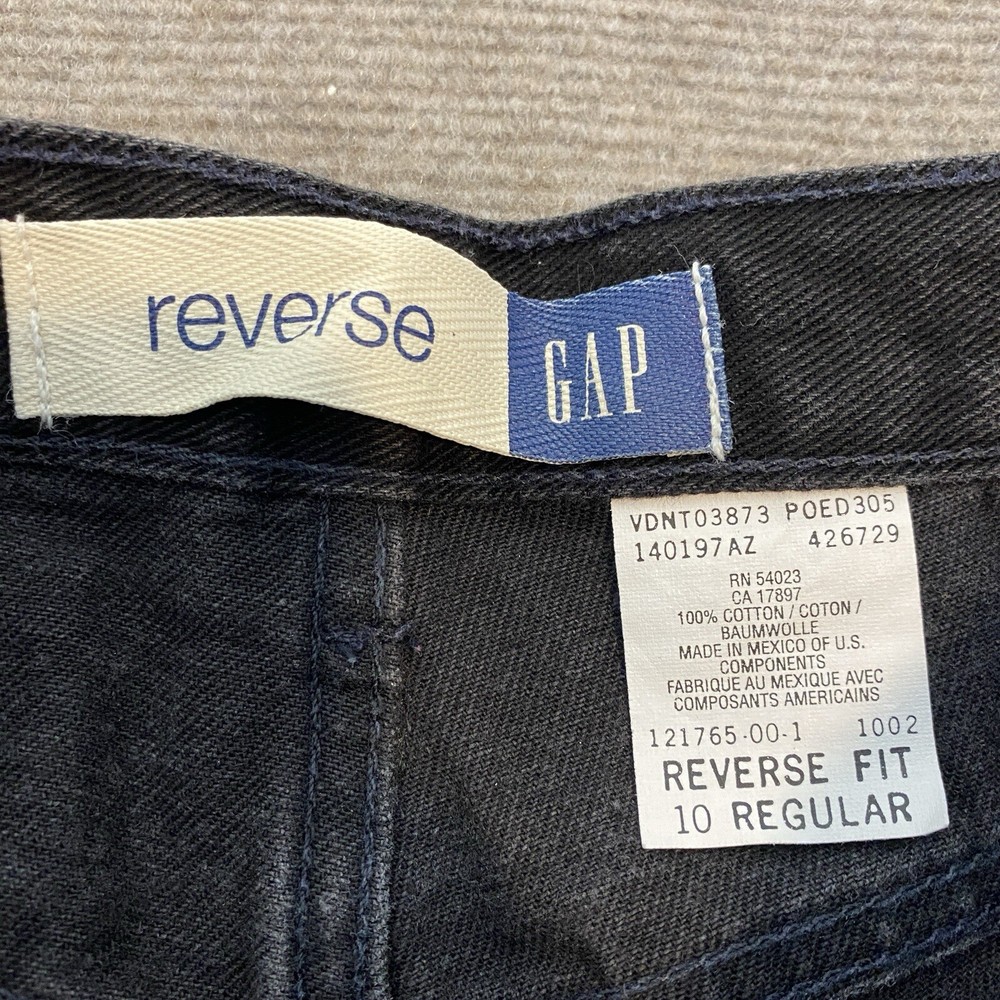 reverse
GAP
VDNT03873 POED305
140197AZ 426729
RN 54023
CA 17897
100% COTTON / COTON /
BAUMWOLLE
MADE IN MEXICO OF U.S.
COMPONENTS
FABRIQUE AU MEXIQUE AVEC
COMPOSANTS AMERICAINS
121765-00-1 1002
REVERSE FIT
10 REGULAR